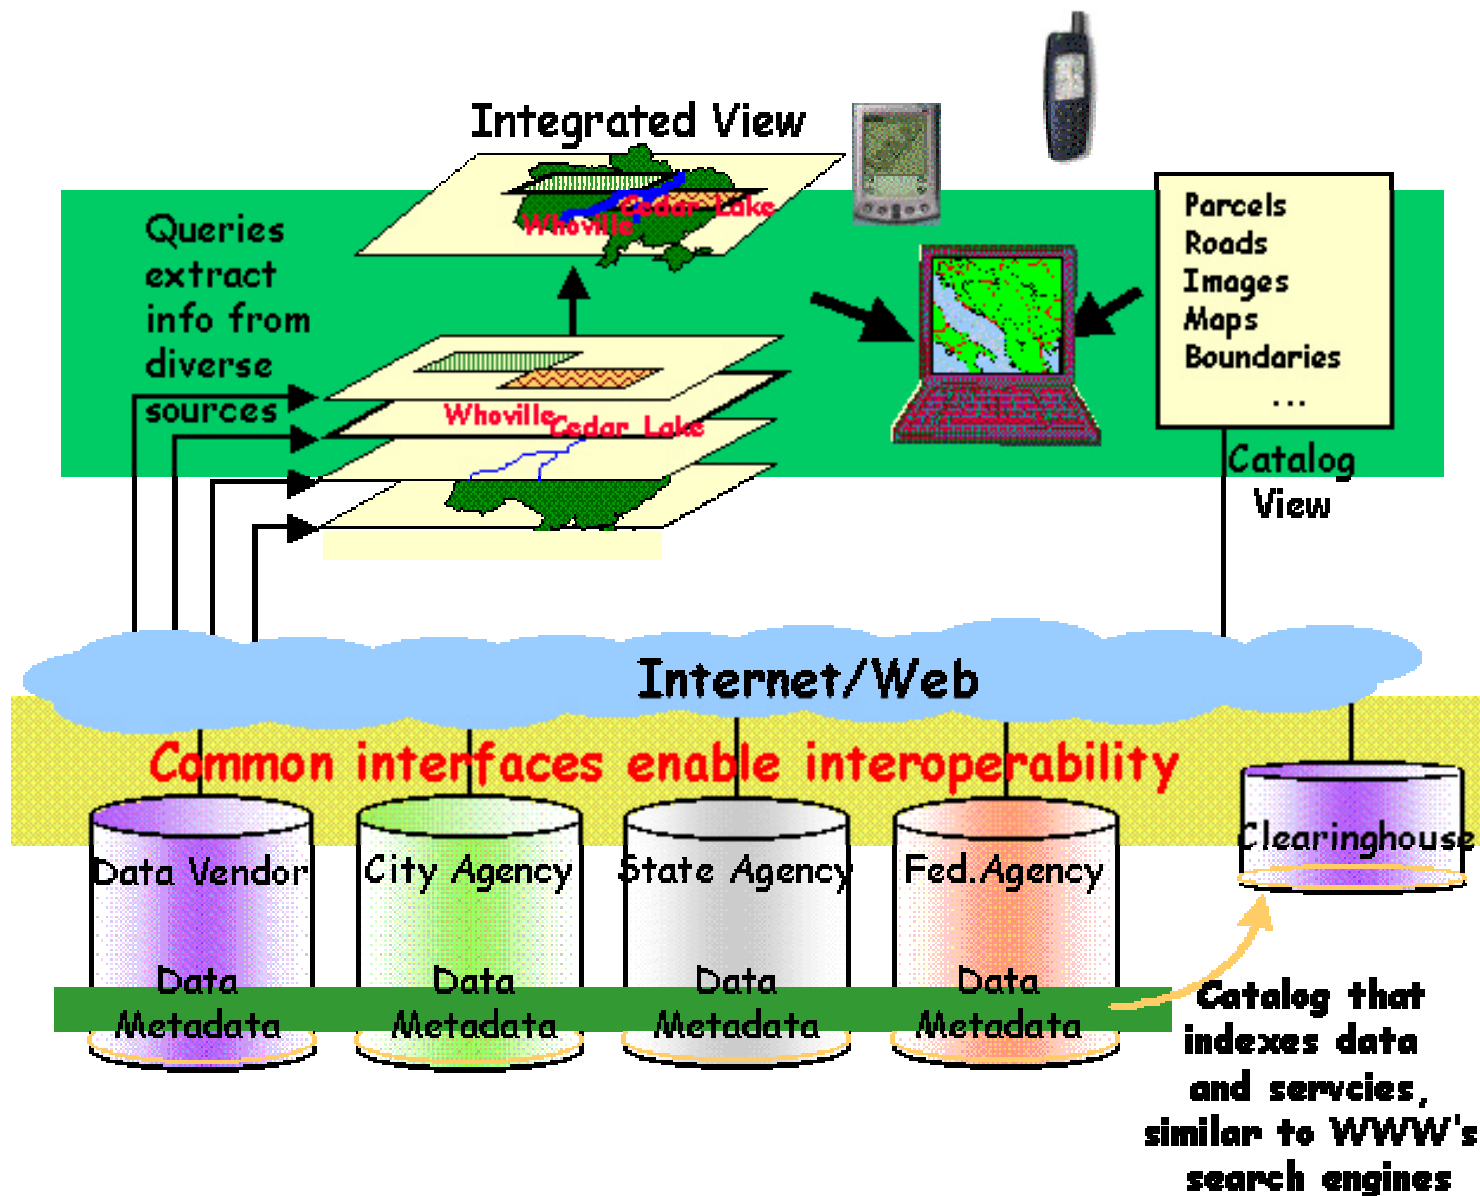 Integrated View
Cedar Lake
Whoville
Queries
extract
info from
diverse
sources
Whoville
Cedar Lake
Parcels
Roads
Images
Maps
Boundaries
...
Catalog
View
Internet/Web
Common interfaces enable interoperability
Data Vendor
City Agency
State Agency
Fed.Agency
Clearinghouse
Data
Metadata
Data
Metadata
Data
Metadata
Data
Metadata
Catalog that
indexes data
and servcies,
similar to WWW's
search engines